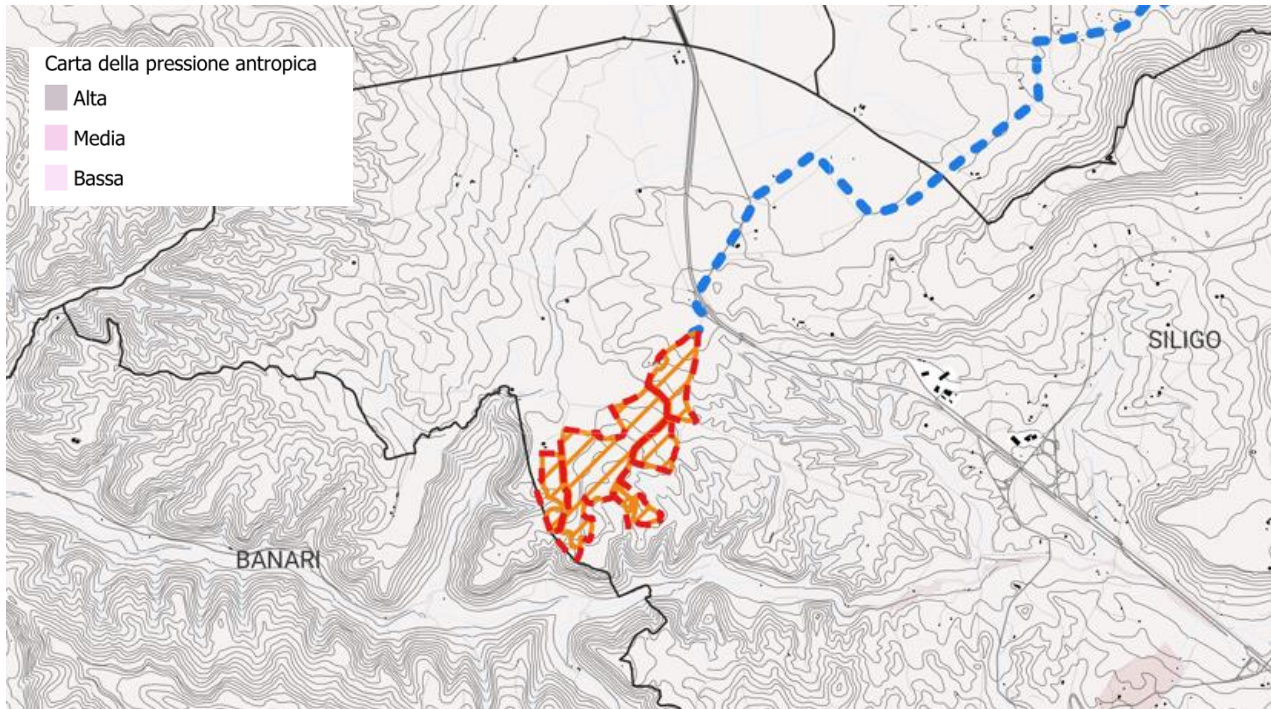 Carta della pressione antropica
Alta
Media
Bassa
SILIGO
BANARI